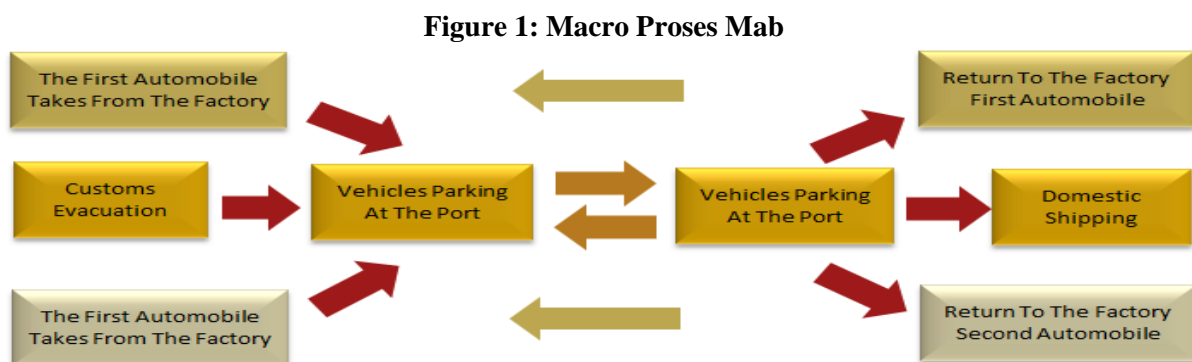 Figure 1: Macro Proses Mab
The First Automobile
Takes From The Factory
Return To The Factory
First Automobile
Customs
Evacuation
Vehicles Parking
At The Port
Vehicles Parking
At The Port
Domestic
Shipping
The First Automobile
Takes From The Factory
Return To The Factory
Second Automobile